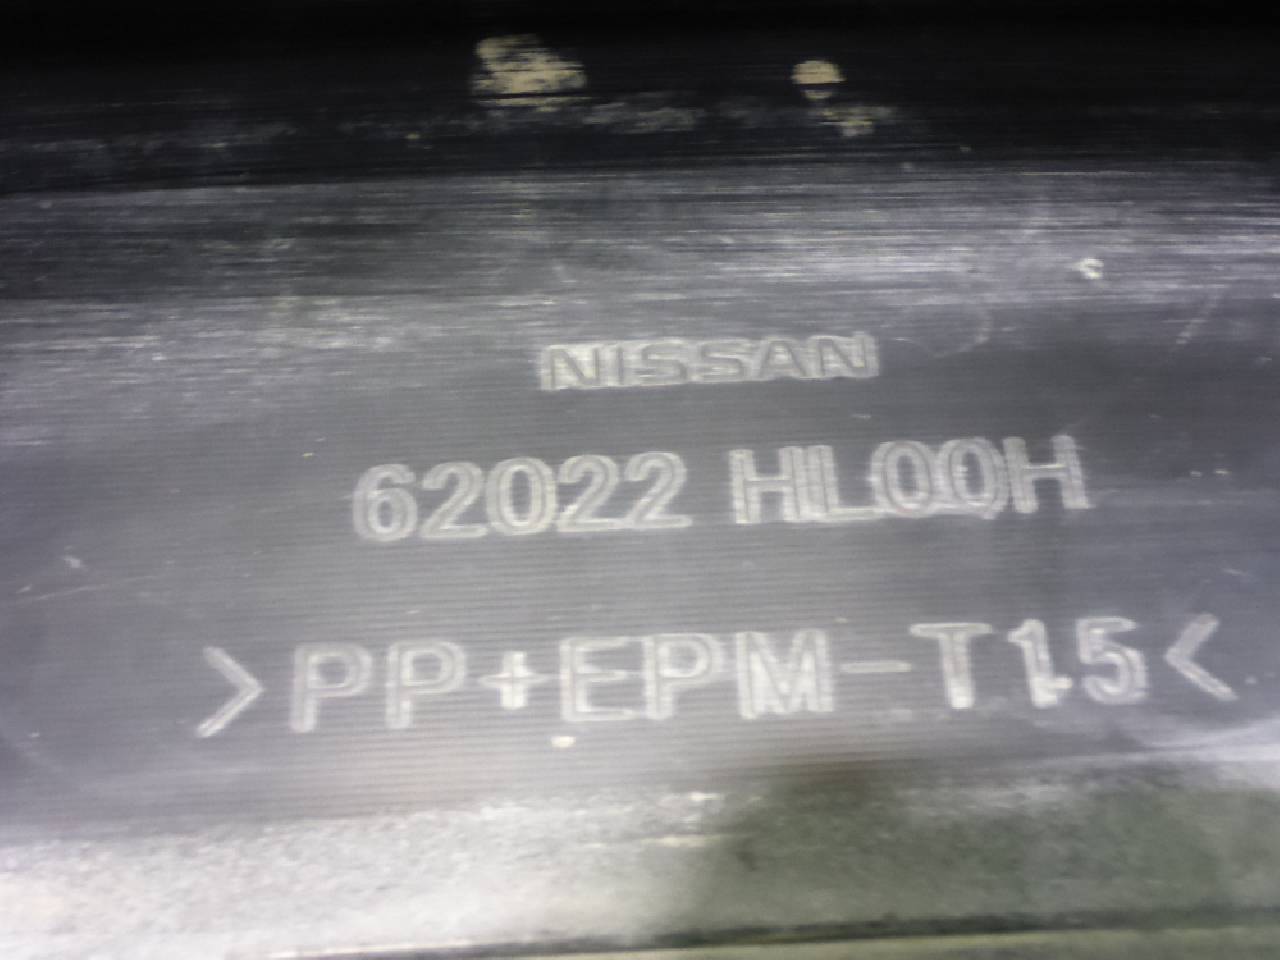 NISSAN
62022 HL00H
>PP+EPM-T15<